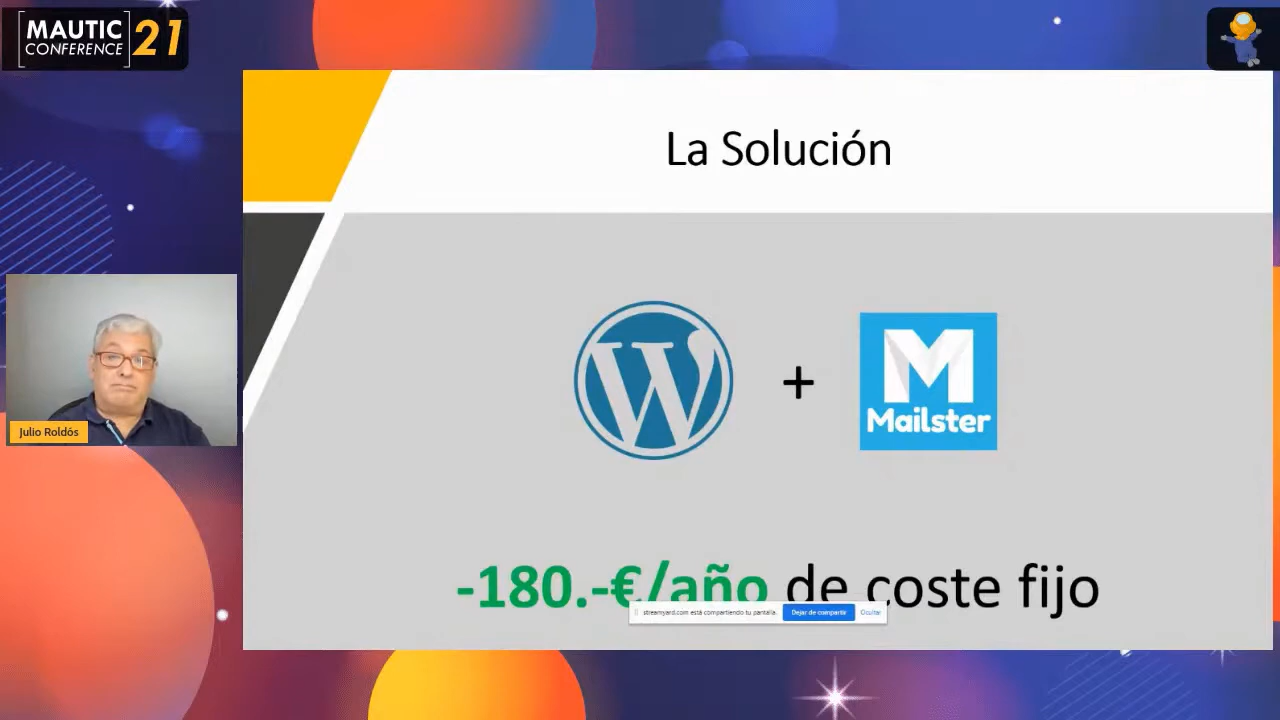 MAUTIC
CONFERENCE
21
La Solución
W
+
M
Mailster
Julio Roldós
-180.-€/año de coste fijo
streamyard.com está compartiendo tu pantalla.
Dejar de compartir
Ocultar